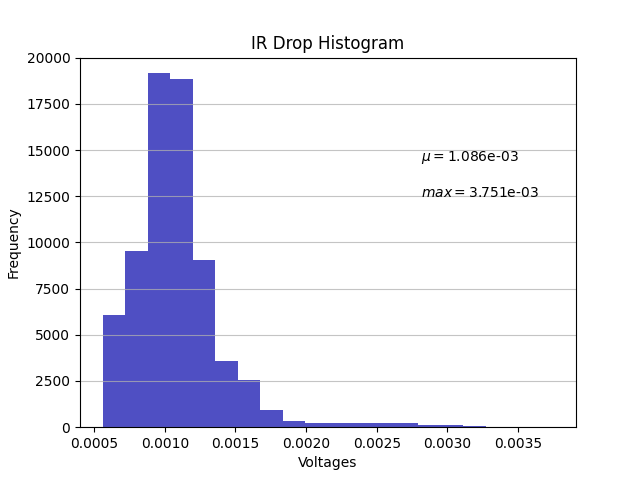 IR Drop Histogram
20000
17500
15000
12500
10000
7500
5000
2500
0
Frequency
μ = 1.086e-03
max = 3.751e-03
0.0005 0.0010 0.0015 0.0020 0.0025 0.0030 0.0035
Voltages